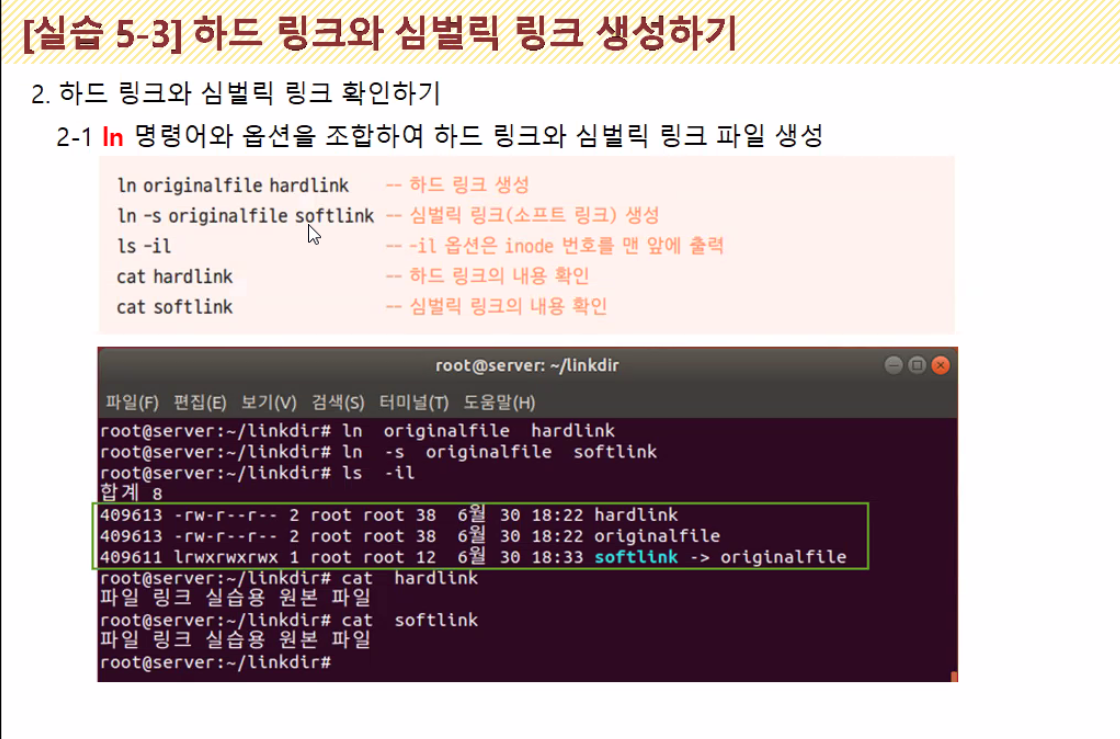 [실습 5-3] 하드 링크와 심벌릭 링크 생성하기
2. 하드 링크와 심벌릭 링크 확인하기
2-1 ln 명령어와 옵션을 조합하여 하드 링크와 심벌릭 링크 파일 생성
ln originalfile hardlink -- 하드 링크 생성
ln -s originalfile softlink -- 심벌릭 링크(소프트 링크) 생성
ls -il -- -il 옵션은 inode 번호를 맨 앞에 출력
cat hardlink -- 하드 링크의 내용 확인
cat softlink -- 심벌릭 링크의 내용 확인
root@server: ~/linkdir
파일(F) 편집(E) 보기(V) 검색(S) 터미널(T) 도움말(H)
root@server:~/linkdir# ln originalfile hardlink
root@server:~/linkdir# ln -s originalfile softlink
root@server:~/linkdir# ls -il
합계 8
409613 -rw-r--r-- 2 root root 38 6월 30 18:22 hardlink
409613 -rw-r--r-- 2 root root 38 6월 30 18:22 originalfile
409611 lrwxrwxrwx 1 root root 12 6월 30 18:33 softlink -> originalfile
root@server:~/linkdir# cat hardlink
파일 링크 실습용 원본 파일
root@server:~/linkdir# cat softlink
파일 링크 실습용 원본 파일
root@server:~/linkdir#